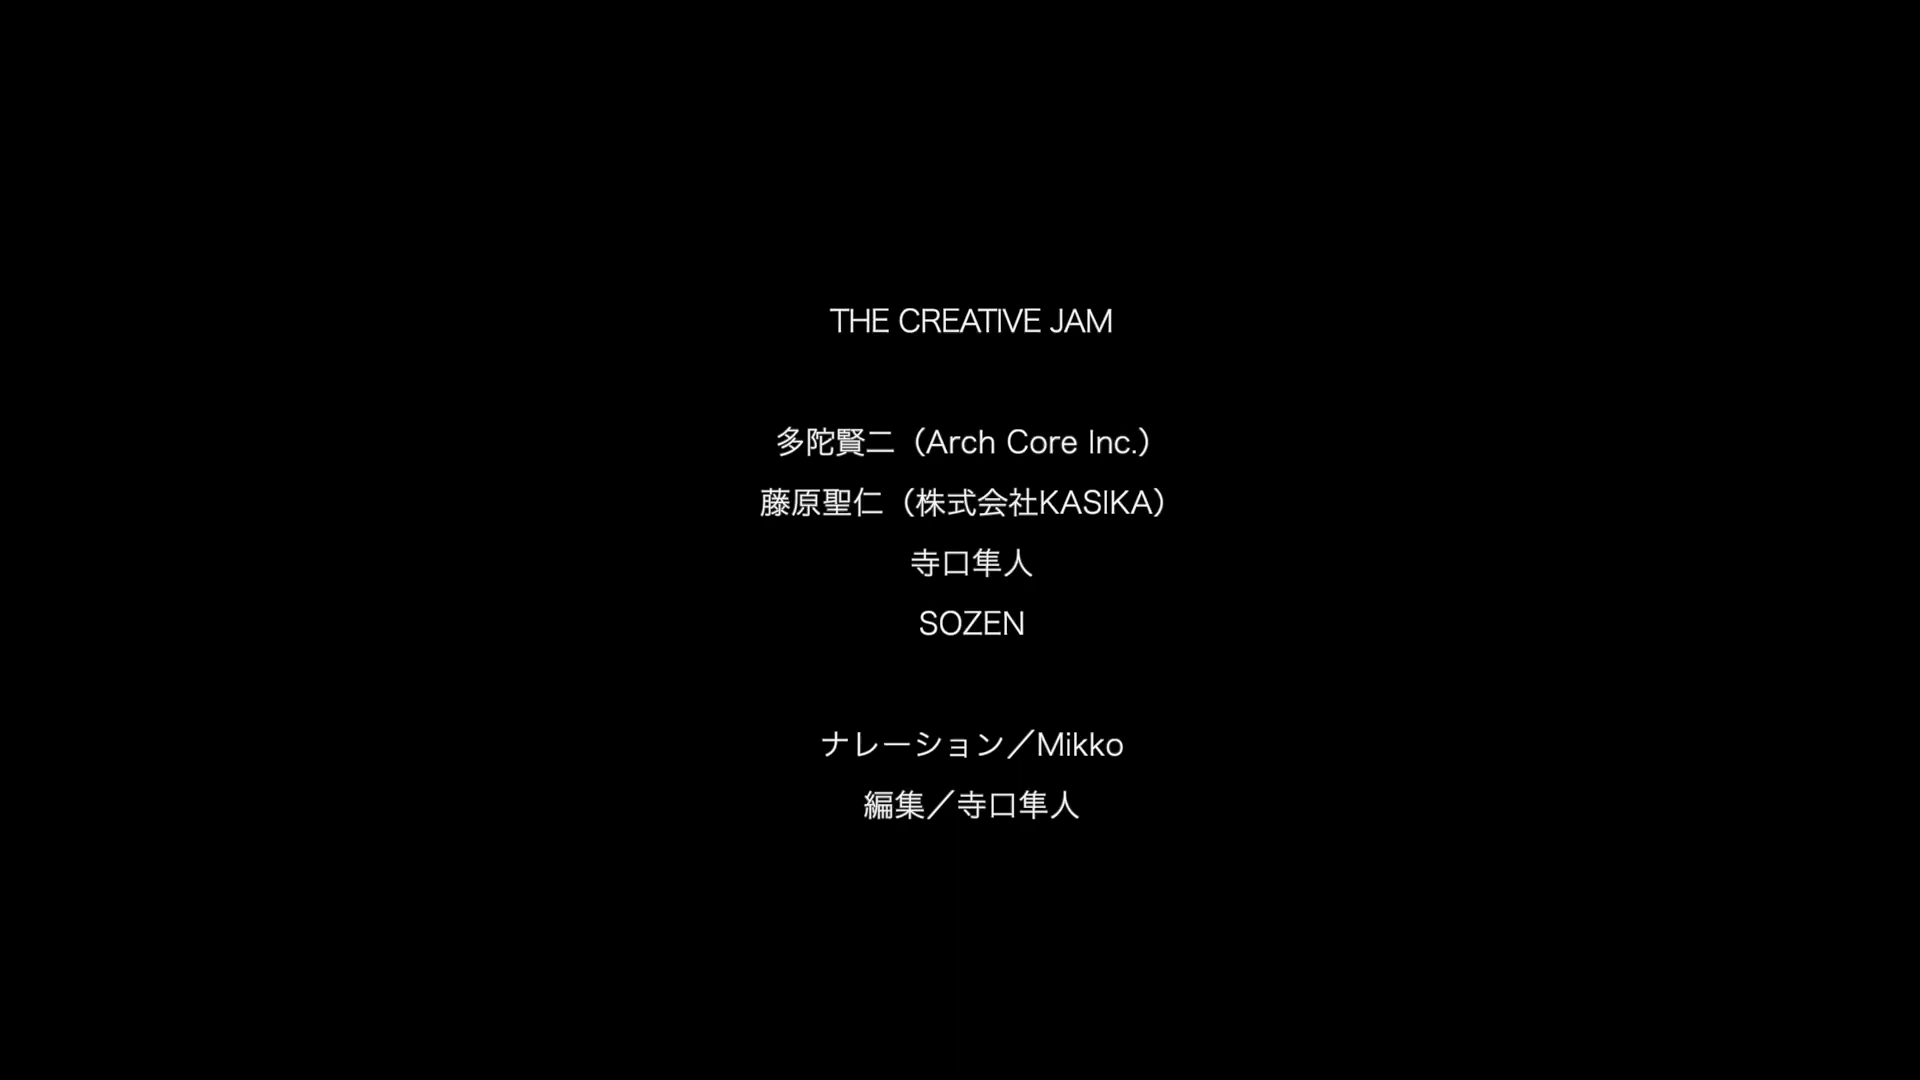 THE CREATIVE JAM
多陀賢二（Arch Core Inc.）
藤原聖仁（株式会社KASIKA）
寺口隼人
SOZEN
ナレーション／Mikko
編集／寺口隼人